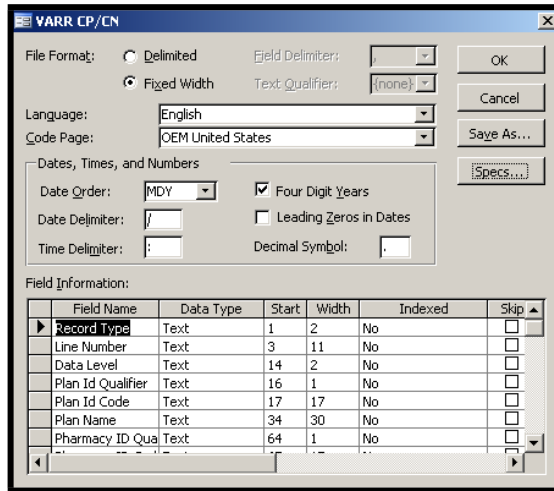 VARR CP/CN
File Format: Delimited Field Delimiter: , OK
Fixed Width Text Qualifier: {none} Cancel
Language: English
Code Page: OEM United States Save As...
Dates, Times, and Numbers Specs...
Date Order: MDY Four Digit Years
Date Delimiter: / Leading Zeros in Dates
Time Delimiter: : Decimal Symbol: .
Field Information:
Field Name Data Type Start Width Indexed Skip
Record Type Text 1 2 No
Line Number Text 3 11 No
Data Level Text 14 2 No
Plan Id Qualifier Text 16 1 No
Plan Id Code Text 17 17 No
Plan Name Text 34 30 No
Pharmacy ID Qua Text 64 1 No